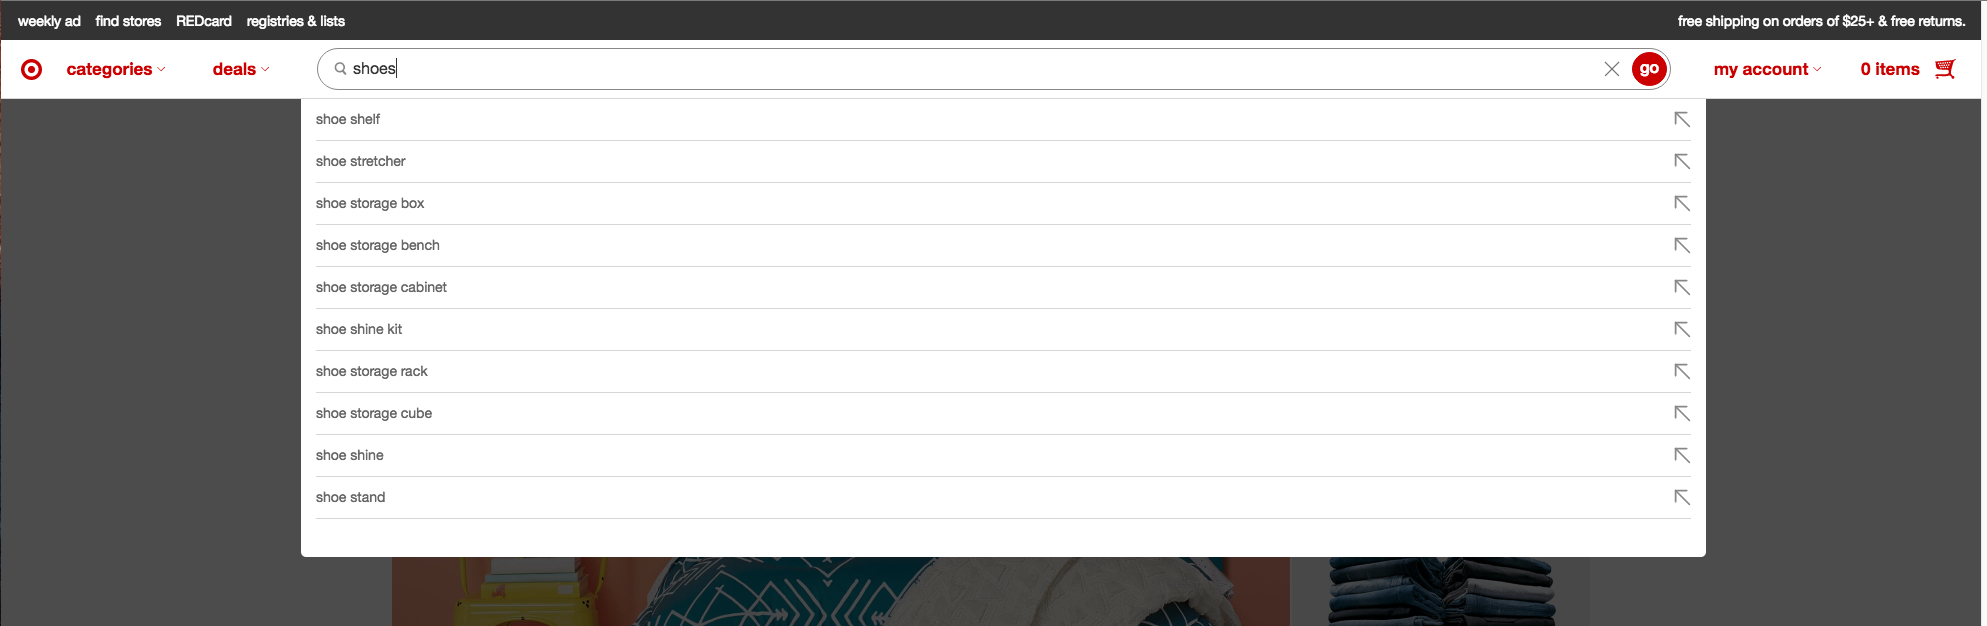 weekly ad find stores REDcard registries & lists free shipping on orders of $25+ & free returns.
categories deals shoes go my account 0 items
shoe shelf
shoe stretcher
shoe storage box
shoe storage bench
shoe storage cabinet
shoe shine kit
shoe storage rack
shoe storage cube
shoe shine
shoe stand